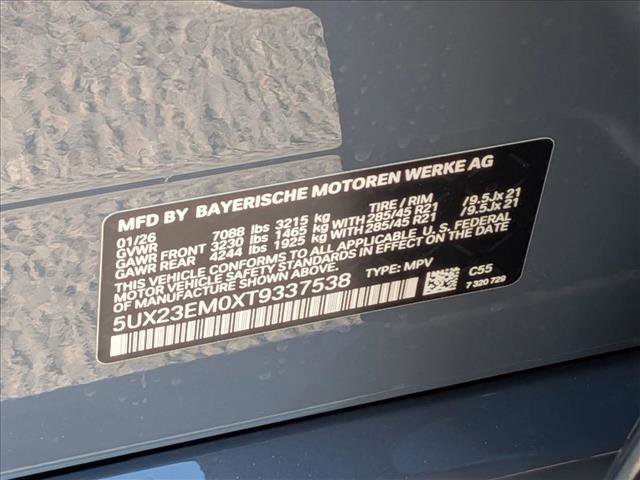 MFD BY BAYERISCHE MOTOREN WERKE AG
01/26 TIRE / RIM
GVWR 7088 lbs 3215 kg
GAWR FRONT 3230 lbs 1465 kg WITH 285/45 R21 /9.5Jx21
GAWR REAR 4244 lbs 1925 kg WITH 285/45 R21 /9.5Jx21
THIS VEHICLE CONFORMS TO ALL APPLICABLE U.S. FEDERAL
MOTOR VEHICLE SAFETY STANDARDS IN EFFECT ON THE DATE
OF MANUFACTURE SHOWN ABOVE.
TYPE: MPV C55
5UX23EM0XT9337538 7 320 729